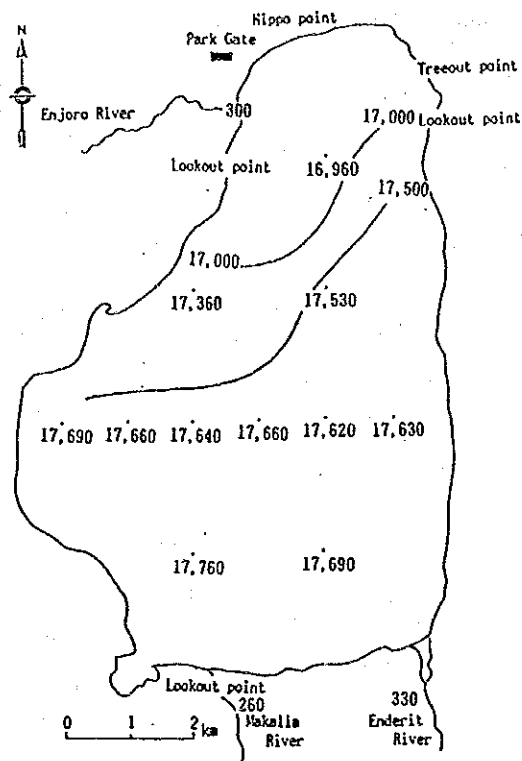 Hippo point
N
Park Gate
Treeout point
Enjoro River
300
17,000
Lookout point
Lookout point
16,960
17,500
17,000
17,360
17,530
17,690
17,660
17,640
17,660
17,620
17,630
17,760
17,690
Lookout point
260
330
0 1 2
km
Makalia
River
Enderit
River